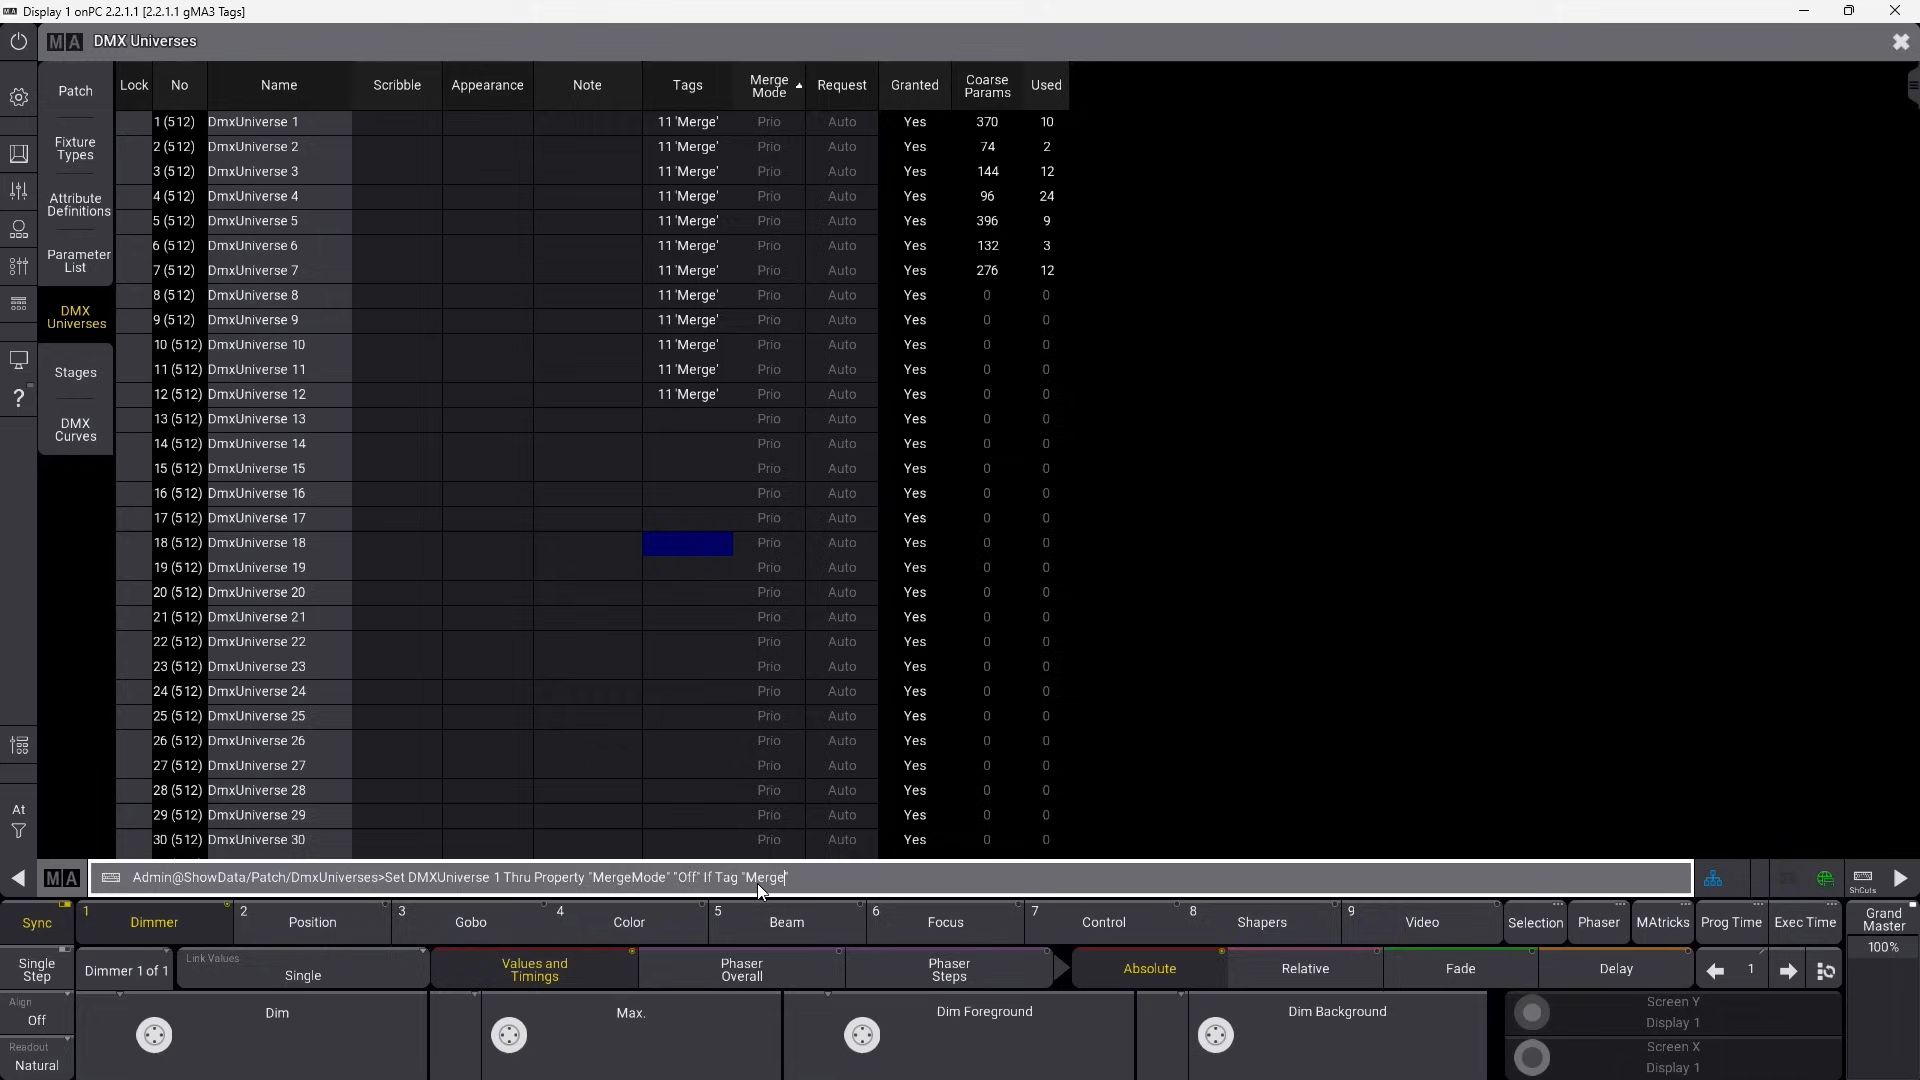 Display 1 onPC 2.2.1.1 [2.2.1.1 gMA3 Tags]
MA DMX Universes
Patch
Fixture Types
Attribute Definitions
Parameter List
DMX Universes
Stages
DMX Curves
Lock No Name Scribble Appearance Note Tags Merge Mode Request Granted Coarse Params Used
1 (512) DmxUniverse 1 11 'Merge' Prio Auto Yes 370 10
2 (512) DmxUniverse 2 11 'Merge' Prio Auto Yes 74 2
3 (512) DmxUniverse 3 11 'Merge' Prio Auto Yes 144 12
4 (512) DmxUniverse 4 11 'Merge' Prio Auto Yes 96 24
5 (512) DmxUniverse 5 11 'Merge' Prio Auto Yes 396 9
6 (512) DmxUniverse 6 11 'Merge' Prio Auto Yes 132 3
7 (512) DmxUniverse 7 11 'Merge' Prio Auto Yes 276 12
8 (512) DmxUniverse 8 11 'Merge' Prio Auto Yes 0 0
9 (512) DmxUniverse 9 11 'Merge' Prio Auto Yes 0 0
10 (512) DmxUniverse 10 11 'Merge' Prio Auto Yes 0 0
11 (512) DmxUniverse 11 11 'Merge' Prio Auto Yes 0 0
12 (512) DmxUniverse 12 11 'Merge' Prio Auto Yes 0 0
13 (512) DmxUniverse 13 Prio Auto Yes 0 0
14 (512) DmxUniverse 14 Prio Auto Yes 0 0
15 (512) DmxUniverse 15 Prio Auto Yes 0 0
16 (512) DmxUniverse 16 Prio Auto Yes 0 0
17 (512) DmxUniverse 17 Prio Auto Yes 0 0
18 (512) DmxUniverse 18 Prio Auto Yes 0 0
19 (512) DmxUniverse 19 Prio Auto Yes 0 0
20 (512) DmxUniverse 20 Prio Auto Yes 0 0
21 (512) DmxUniverse 21 Prio Auto Yes 0 0
22 (512) DmxUniverse 22 Prio Auto Yes 0 0
23 (512) DmxUniverse 23 Prio Auto Yes 0 0
24 (512) DmxUniverse 24 Prio Auto Yes 0 0
25 (512) DmxUniverse 25 Prio Auto Yes 0 0
26 (512) DmxUniverse 26 Prio Auto Yes 0 0
27 (512) DmxUniverse 27 Prio Auto Yes 0 0
28 (512) DmxUniverse 28 Prio Auto Yes 0 0
29 (512) DmxUniverse 29 Prio Auto Yes 0 0
30 (512) DmxUniverse 30 Prio Auto Yes 0 0
At
MA Admin@ShowData/Patch/DmxUniverses>Set DMXUniverse 1 Thru Property "MergeMode" "Off" If Tag "Merge"
ShCuts
Sync 1 Dimmer 2 Position 3 Gobo 4 Color 5 Beam 6 Focus 7 Control 8 Shapers 9 Video Selection Phaser MAtricks Prog Time Exec Time Grand Master
100%
Single Step Dimmer 1 of 1 Link Values Single Values and Timings Phaser Overall Phaser Steps Absolute Relative Fade Delay 1
Align Off Dim Max. Dim Foreground Dim Background Screen Y Display 1
Readout Natural Screen X Display 1